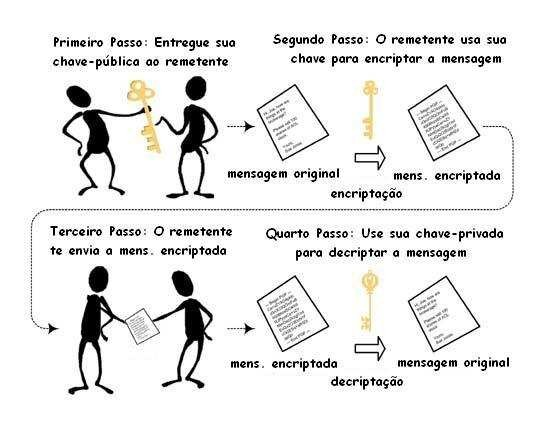 Primeiro Passo: Entregue sua
chave-pública ao remetente
Segundo Passo: O remetente usa sua
chave para encriptar a mensagem
mensagem original
mens. encriptada
encriptação
Terceiro Passo: O remetente
te envia a mens. encriptada
Quarto Passo: Use sua chave-privada
para decriptar a mensagem
mens. encriptada
mensagem original
decriptação